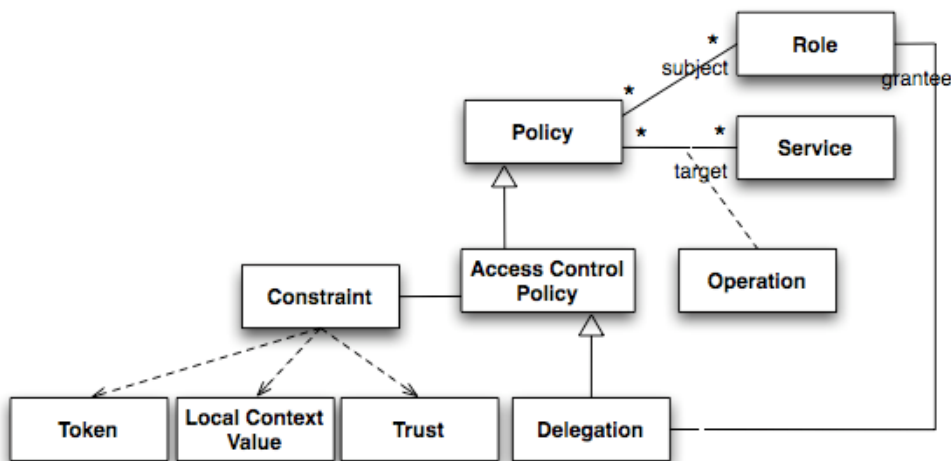 *
Role
subject
grantee
*
Policy
*
*
Service
target
Access Control
Policy
Operation
Constraint
Token
Local Context
Value
Trust
Delegation